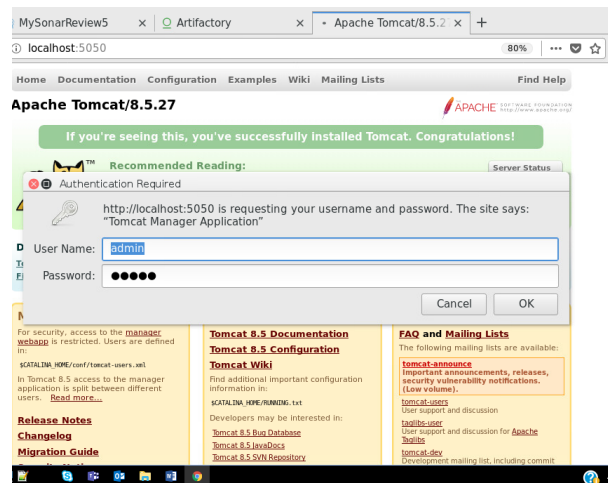 MySonarReview5
Artifactory
Apache Tomcat/8.5.2
localhost:5050
80%
Home Documentation Configuration Examples Wiki Mailing Lists Find Help
Apache Tomcat/8.5.27
APACHE SOFTWARE FOUNDATION
http://www.apache.org/
If you're seeing this, you've successfully installed Tomcat. Congratulations!
TM
Recommended Reading:
Server Status
Authentication Required
http://localhost:5050 is requesting your username and password. The site says:
“Tomcat Manager Application”
User Name: admin
Password: ●●●●●
Cancel OK
For security, access to the manager
webapp is restricted. Users are defined
in:
$CATALINA_HOME/conf/tomcat-users.xml
In Tomcat 8.5 access to the manager
application is split between different
users. Read more...
Release Notes
Changelog
Migration Guide
Tomcat 8.5 Documentation
Tomcat 8.5 Configuration
Tomcat Wiki
Find additional important configuration
information in:
$CATALINA_HOME/RUNNING.txt
Developers may be interested in:
Tomcat 8.5 Bug Database
Tomcat 8.5 JavaDocs
Tomcat 8.5 SVN Repository
FAQ and Mailing Lists
The following mailing lists are available:
tomcat-announce
Important announcements, releases,
security vulnerability notifications.
(Low volume).
tomcat-users
User support and discussion
taglibs-user
User support and discussion for Apache
Taglibs
tomcat-dev
Development mailing list, including commit